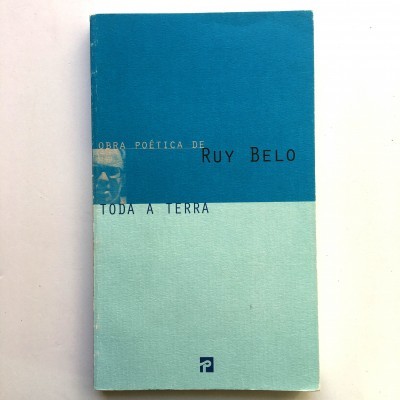 OBRA POÉTICA DE
RUY BELO
TODA A TERRA